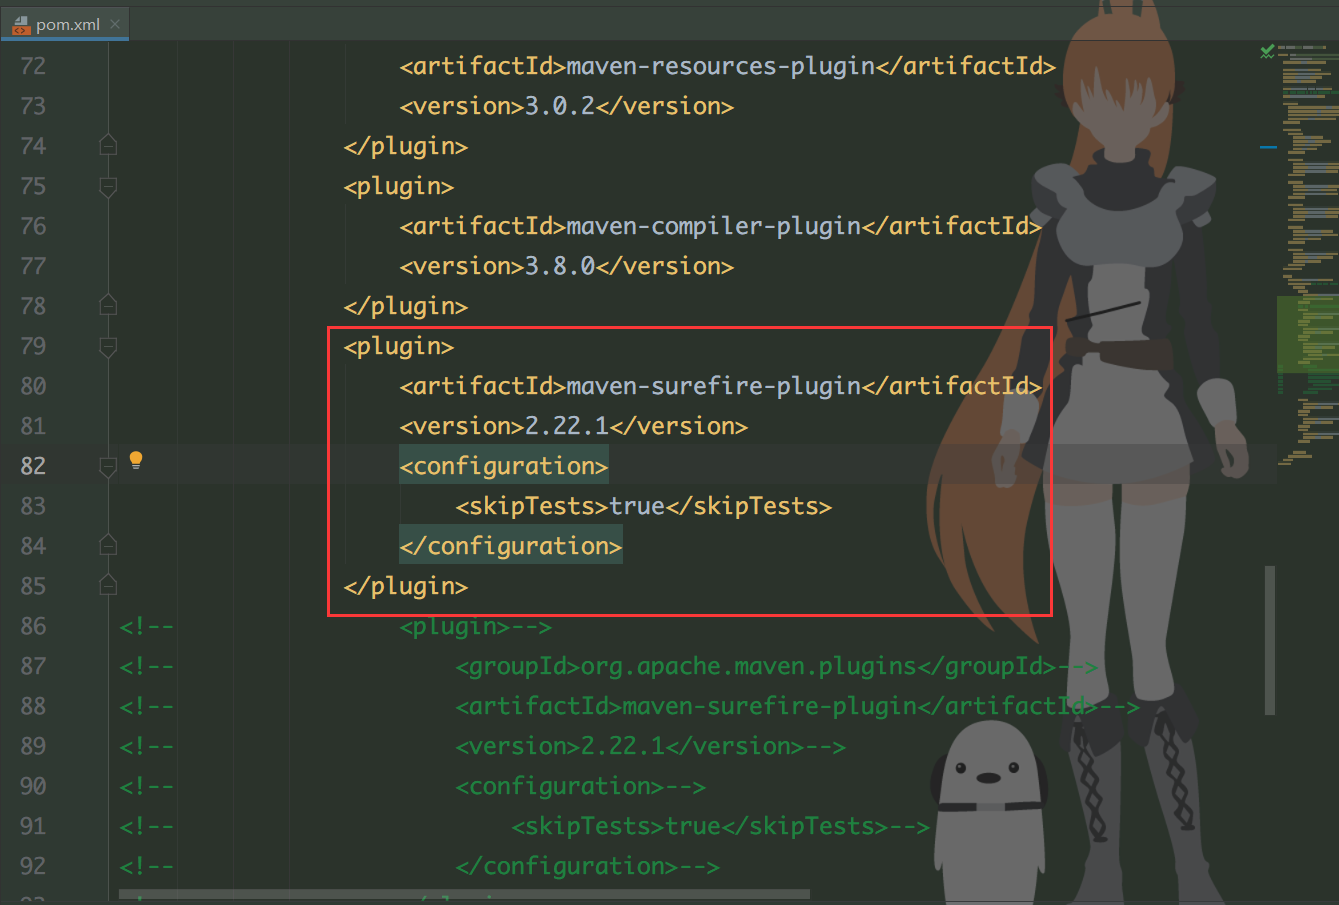 pom.xml
72 <artifactId>maven-resources-plugin</artifactId>
73 <version>3.0.2</version>
74 </plugin>
75 <plugin>
76 <artifactId>maven-compiler-plugin</artifactId>
77 <version>3.8.0</version>
78 </plugin>
79 <plugin>
80 <artifactId>maven-surefire-plugin</artifactId>
81 <version>2.22.1</version>
82 <configuration>
83 <skipTests>true</skipTests>
84 </configuration>
85 </plugin>
86 <!-- <plugin>-->
87 <!-- <groupId>org.apache.maven.plugins</groupId>-->
88 <!-- <artifactId>maven-surefire-plugin</artifactId>-->
89 <!-- <version>2.22.1</version>-->
90 <!-- <configuration>-->
91 <!-- <skipTests>true</skipTests>-->
92 <!-- </configuration>-->